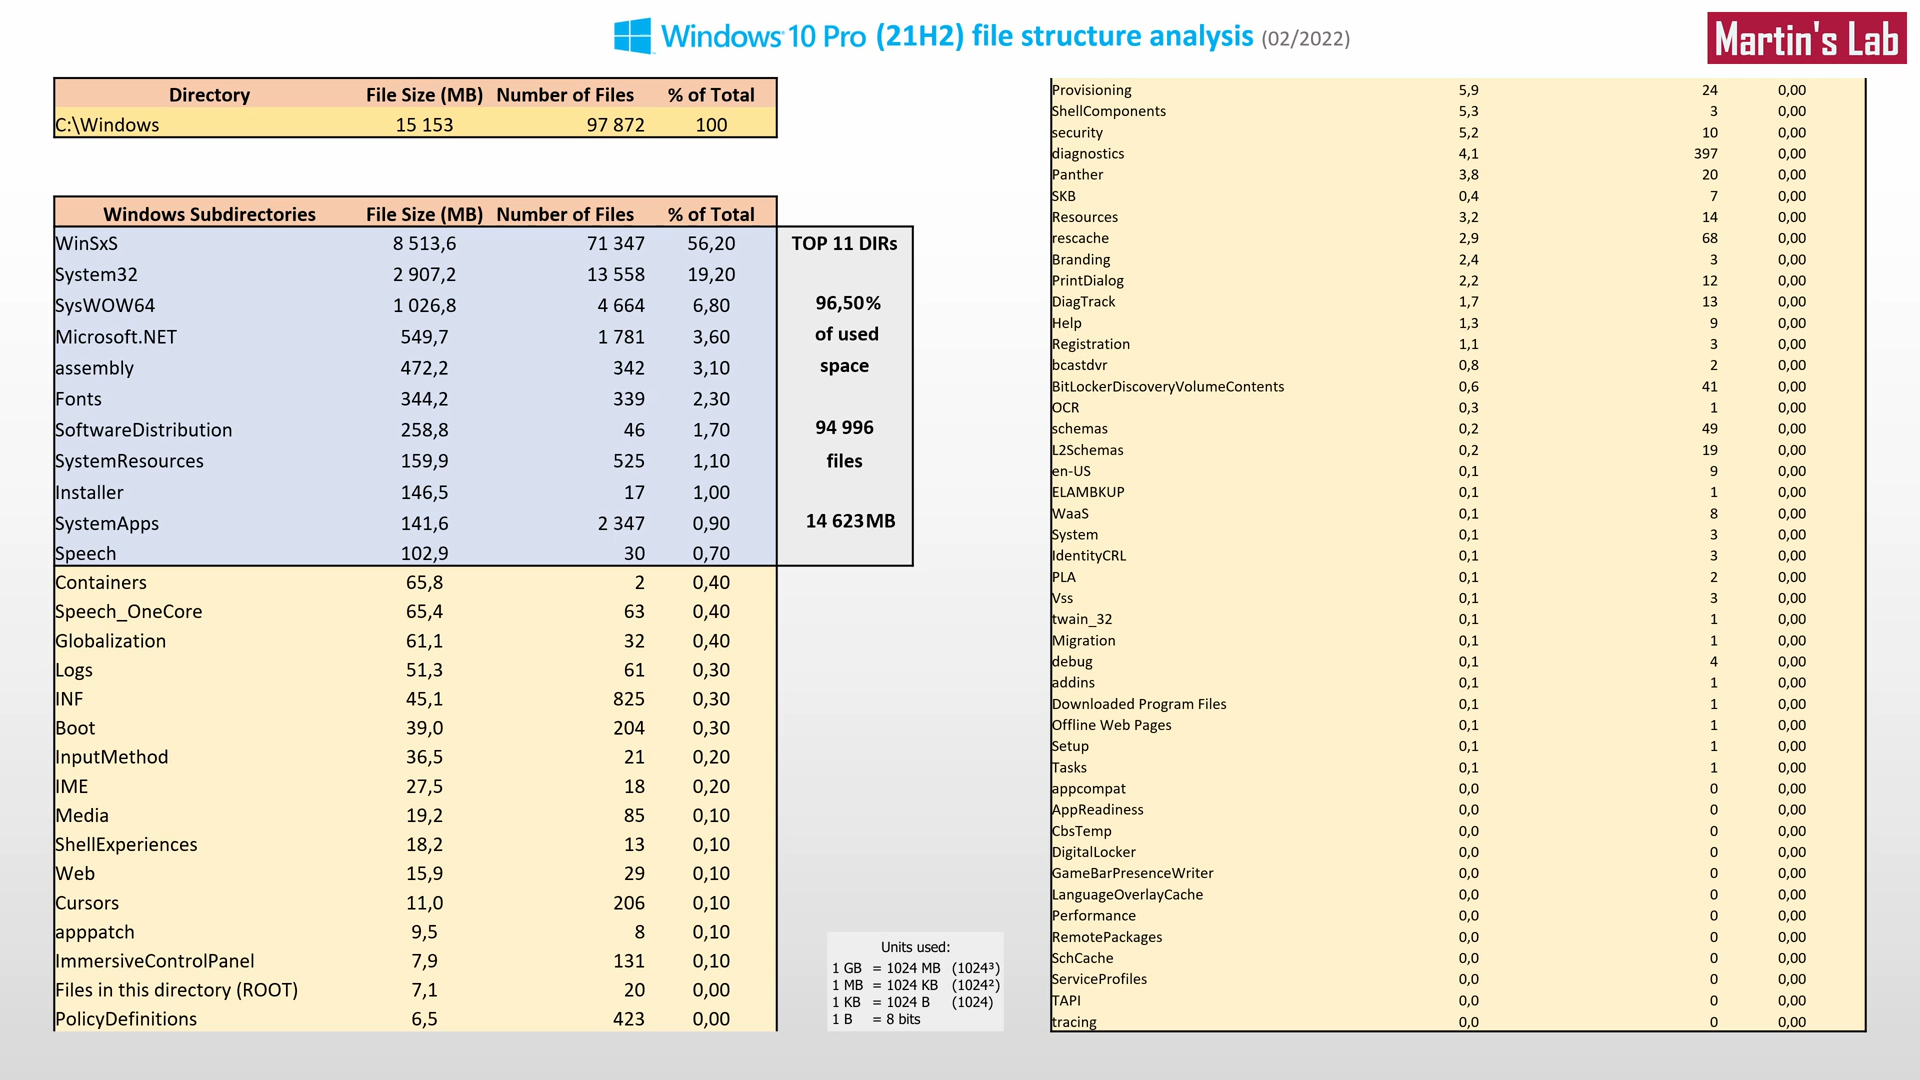 Windows 10 Pro (21H2) file structure analysis (02/2022)
Martin's Lab
Directory File Size (MB) Number of Files % of Total
C:\Windows 15 153 97 872 100
Windows Subdirectories File Size (MB) Number of Files % of Total
WinSxS 8 513,6 71 347 56,20
System32 2 907,2 13 558 19,20
SysWOW64 1 026,8 4 664 6,80
Microsoft.NET 549,7 1 781 3,60
assembly 472,2 342 3,10
Fonts 344,2 339 2,30
SoftwareDistribution 258,8 46 1,70
SystemResources 159,9 525 1,10
Installer 146,5 17 1,00
SystemApps 141,6 2 347 0,90
Speech 102,9 30 0,70
Containers 65,8 2 0,40
Speech_OneCore 65,4 63 0,40
Globalization 61,1 32 0,40
Logs 51,3 61 0,30
INF 45,1 825 0,30
Boot 39,0 204 0,30
InputMethod 36,5 21 0,20
IME 27,5 18 0,20
Media 19,2 85 0,10
ShellExperiences 18,2 13 0,10
Web 15,9 29 0,10
Cursors 11,0 206 0,10
apppatch 9,5 8 0,10
ImmersiveControlPanel 7,9 131 0,10
Files in this directory (ROOT) 7,1 20 0,00
PolicyDefinitions 6,5 423 0,00
TOP 11 DIRs
96,50%
of used
space
94 996
files
14 623MB
Units used:
1 GB = 1024 MB (1024³)
1 MB = 1024 KB (1024²)
1 KB = 1024 B (1024)
1 B = 8 bits
Provisioning 5,9 24 0,00
ShellComponents 5,3 3 0,00
security 5,2 10 0,00
diagnostics 4,1 397 0,00
Panther 3,8 20 0,00
SKB 0,4 7 0,00
Resources 3,2 14 0,00
rescache 2,9 68 0,00
Branding 2,4 3 0,00
PrintDialog 2,2 12 0,00
DiagTrack 1,7 13 0,00
Help 1,3 9 0,00
Registration 1,1 3 0,00
bcastdvr 0,8 2 0,00
BitLockerDiscoveryVolumeContents 0,6 41 0,00
OCR 0,3 1 0,00
schemas 0,2 49 0,00
L2Schemas 0,2 19 0,00
en-US 0,1 9 0,00
ELAMBKUP 0,1 1 0,00
WaaS 0,1 8 0,00
System 0,1 3 0,00
IdentityCRL 0,1 3 0,00
PLA 0,1 2 0,00
Vss 0,1 3 0,00
twain_32 0,1 1 0,00
Migration 0,1 1 0,00
debug 0,1 4 0,00
addins 0,1 1 0,00
Downloaded Program Files 0,1 1 0,00
Offline Web Pages 0,1 1 0,00
Setup 0,1 1 0,00
Tasks 0,1 1 0,00
appcompat 0,0 0 0,00
AppReadiness 0,0 0 0,00
CbsTemp 0,0 0 0,00
DigitalLocker 0,0 0 0,00
GameBarPresenceWriter 0,0 0 0,00
LanguageOverlayCache 0,0 0 0,00
Performance 0,0 0 0,00
RemotePackages 0,0 0 0,00
SchCache 0,0 0 0,00
ServiceProfiles 0,0 0 0,00
TAPI 0,0 0 0,00
tracing 0,0 0 0,00